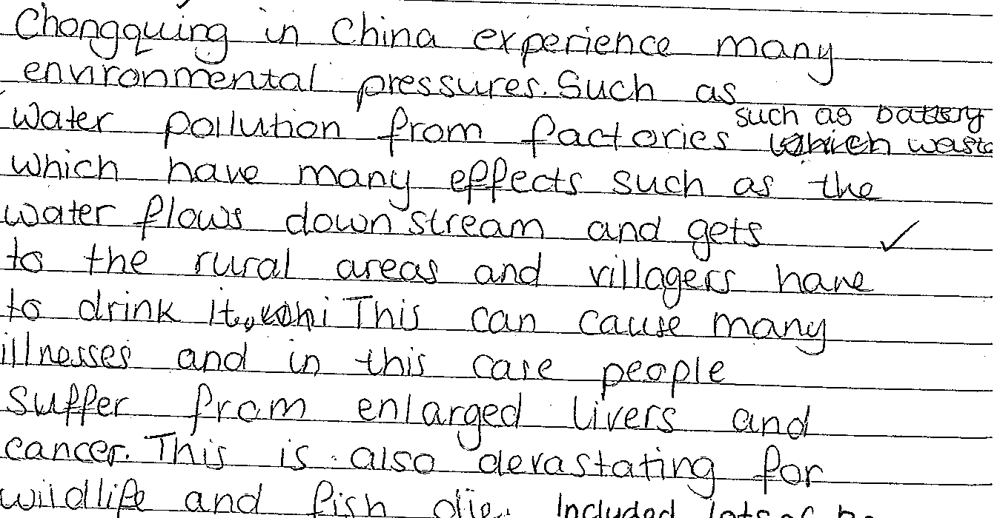 Chongquing in China experience many
environmental pressures. Such as
such as battery
water pollution from factories waste
which have many effects such as the
water flows down stream and gets
to the rural areas and villagers have
to drink it. This can cause many
illnesses and in this case people
suffer from enlarged livers and
cancer. This is also devastating for
wildlife and fish die. Included lots of